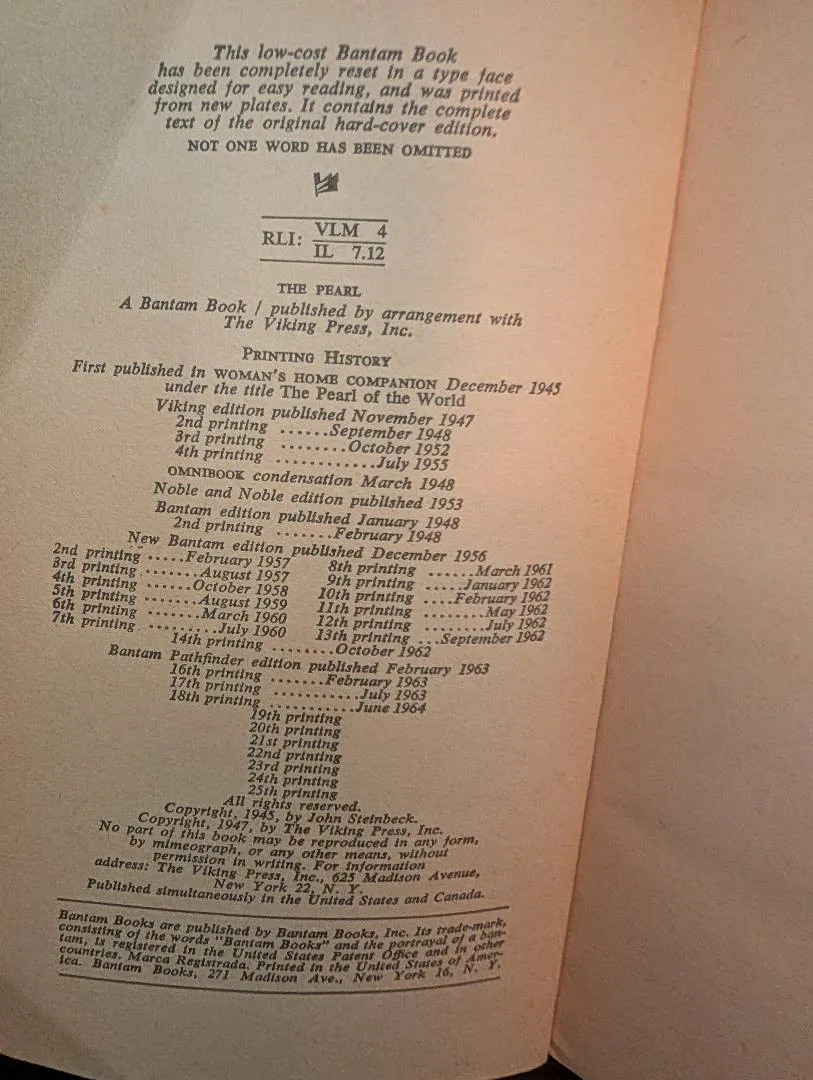 This low-cost Bantam Book
has been completely reset in a type face
designed for easy reading, and was printed
from new plates. It contains the complete
text of the original hard-cover edition.
NOT ONE WORD HAS BEEN OMITTED
RLI: VLM 4
IL 7.12
THE PEARL
A Bantam Book / published by arrangement with
The Viking Press, Inc.
PRINTING HISTORY
First published in WOMAN'S HOME COMPANION December 1945
under the title The Pearl of the World
Viking edition published November 1947
2nd printing ......September 1948
3rd printing ........October 1952
4th printing ............July 1955
OMNIBOOK condensation March 1948
Noble and Noble edition published 1953
Bantam edition published January 1948
2nd printing .......February 1948
New Bantam edition published December 1956
2nd printing .....February 1957 8th printing ......March 1961
3rd printing .......August 1957 9th printing .....January 1962
4th printing ......October 1958 10th printing ....February 1962
5th printing .......August 1959 11th printing ........May 1962
6th printing .......March 1960 12th printing ........July 1962
7th printing .........July 1960 13th printing ...September 1962
14th printing ........October 1962
Bantam Pathfinder edition published February 1963
16th printing .......February 1963
17th printing ...........July 1963
18th printing ...........June 1964
19th printing
20th printing
21st printing
22nd printing
23rd printing
24th printing
25th printing
All rights reserved.
Copyright, 1945, by John Steinbeck.
Copyright, 1947, by The Viking Press, Inc.
No part of this book may be reproduced in any form,
by mimeograph, or any other means, without
permission in writing. For information
address: The Viking Press, Inc., 625 Madison Avenue,
New York 22, N. Y.
Published simultaneously in the United States and Canada.
Bantam Books are published by Bantam Books, Inc. Its trade-mark,
consisting of the words "Bantam Books" and the portrayal of a ban-
tam, is registered in the United States Patent Office and in other
countries. Marca Registrada. Printed in the United States of Amer-
ica. Bantam Books, 271 Madison Ave., New York 16, N. Y.